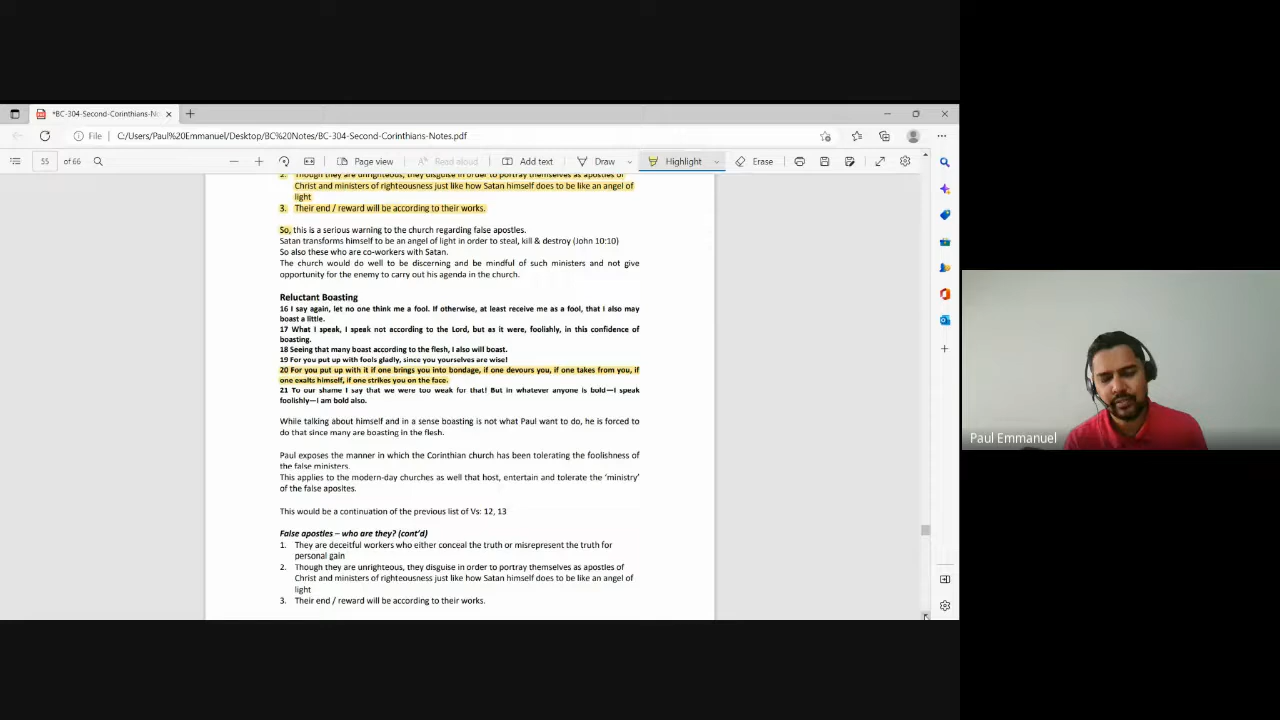 *BC-304-Second-Corinthians-No
File
C:/Users/Paul%20Emmanuel/Desktop/BC%20Notes/BC-304-Second-Corinthians-Notes.pdf
55 of 66
Page view
Read aloud
Add text
Draw
Highlight
Erase
2. Though they are unrighteous, they disguise in order to portray themselves as apostles of
Christ and ministers of righteousness just like how Satan himself does to be like an angel of
light
3. Their end / reward will be according to their works.
So, this is a serious warning to the church regarding false apostles.
Satan transforms himself to be an angel of light in order to steal, kill & destroy (John 10:10)
So also these who are co-workers with Satan.
The church would do well to be discerning and be mindful of such ministers and not give
opportunity for the enemy to carry out his agenda in the church.
Reluctant Boasting
16 I say again, let no one think me a fool. If otherwise, at least receive me as a fool, that I also may
boast a little.
17 What I speak, I speak not according to the Lord, but as it were, foolishly, in this confidence of
boasting.
18 Seeing that many boast according to the flesh, I also will boast.
19 For you put up with fools gladly, since you yourselves are wise!
20 For you put up with it if one brings you into bondage, if one devours you, if one takes from you, if
one exalts himself, if one strikes you on the face.
21 To our shame I say that we were too weak for that! But in whatever anyone is bold—I speak
foolishly—I am bold also.
While talking about himself and in a sense boasting is not what Paul want to do, he is forced to
do that since many are boasting in the flesh.
Paul exposes the manner in which the Corinthian church has been tolerating the foolishness of
the false ministers.
This applies to the modern-day churches as well that host, entertain and tolerate the ‘ministry’
of the false aposltes.
This would be a continuation of the previous list of Vs: 12, 13
False apostles – who are they? (cont’d)
1. They are deceitful workers who either conceal the truth or misrepresent the truth for
personal gain
2. Though they are unrighteous, they disguise in order to portray themselves as apostles of
Christ and ministers of righteousness just like how Satan himself does to be like an angel of
light
3. Their end / reward will be according to their works.
Paul Emmanuel